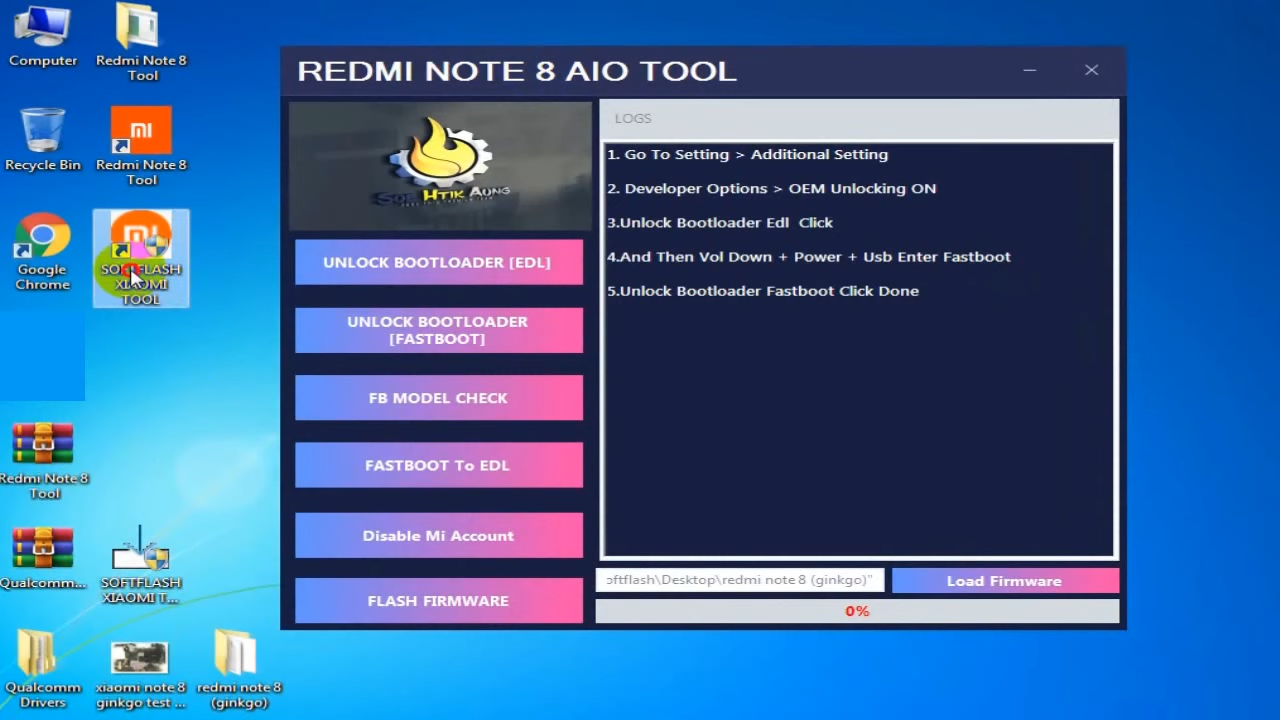 Computer
Redmi Note 8
Tool
Recycle Bin
Redmi Note 8
Tool
Google
Chrome
SOFTFLASH
XIAOMI
TOOL
Redmi Note 8
Tool
Qualcomm...
SOFTFLASH
XIAOMI T...
Qualcomm
Drivers
xiaomi note 8
ginkgo test ...
redmi note 8
(ginkgo)
REDMI NOTE 8 AIO TOOL
Soe Htik Aung
UNLOCK BOOTLOADER [EDL]
UNLOCK BOOTLOADER
[FASTBOOT]
FB MODEL CHECK
FASTBOOT To EDL
Disable Mi Account
FLASH FIRMWARE
LOGS
1. Go To Setting > Additional Setting
2. Developer Options > OEM Unlocking ON
3.Unlock Bootloader Edl  Click
4.And Then Vol Down + Power + Usb Enter Fastboot
5.Unlock Bootloader Fastboot Click Done
oftflash\Desktop\redmi note 8 (ginkgo)"
Load Firmware
0%